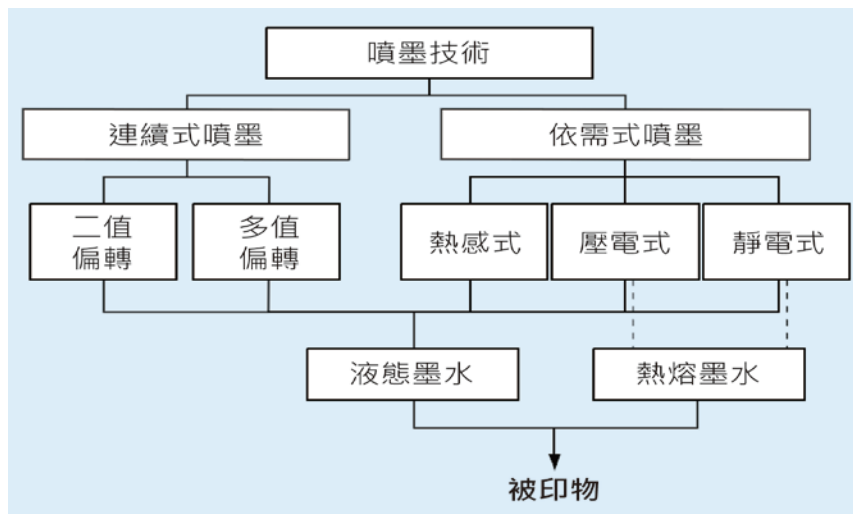 噴墨技術
連續式噴墨
依需式噴墨
二值
偏轉
多值
偏轉
熱感式
壓電式
靜電式
液態墨水
熱熔墨水
被印物